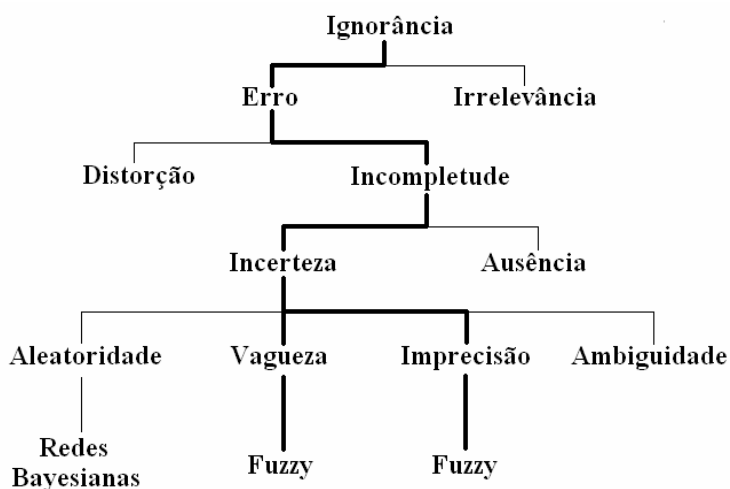 Ignorância
Erro Irrelevância
Distorção Incompletude
Incerteza Ausência
Aleatoridade Vagueza Imprecisão Ambiguidade
Redes
Bayesianas Fuzzy Fuzzy